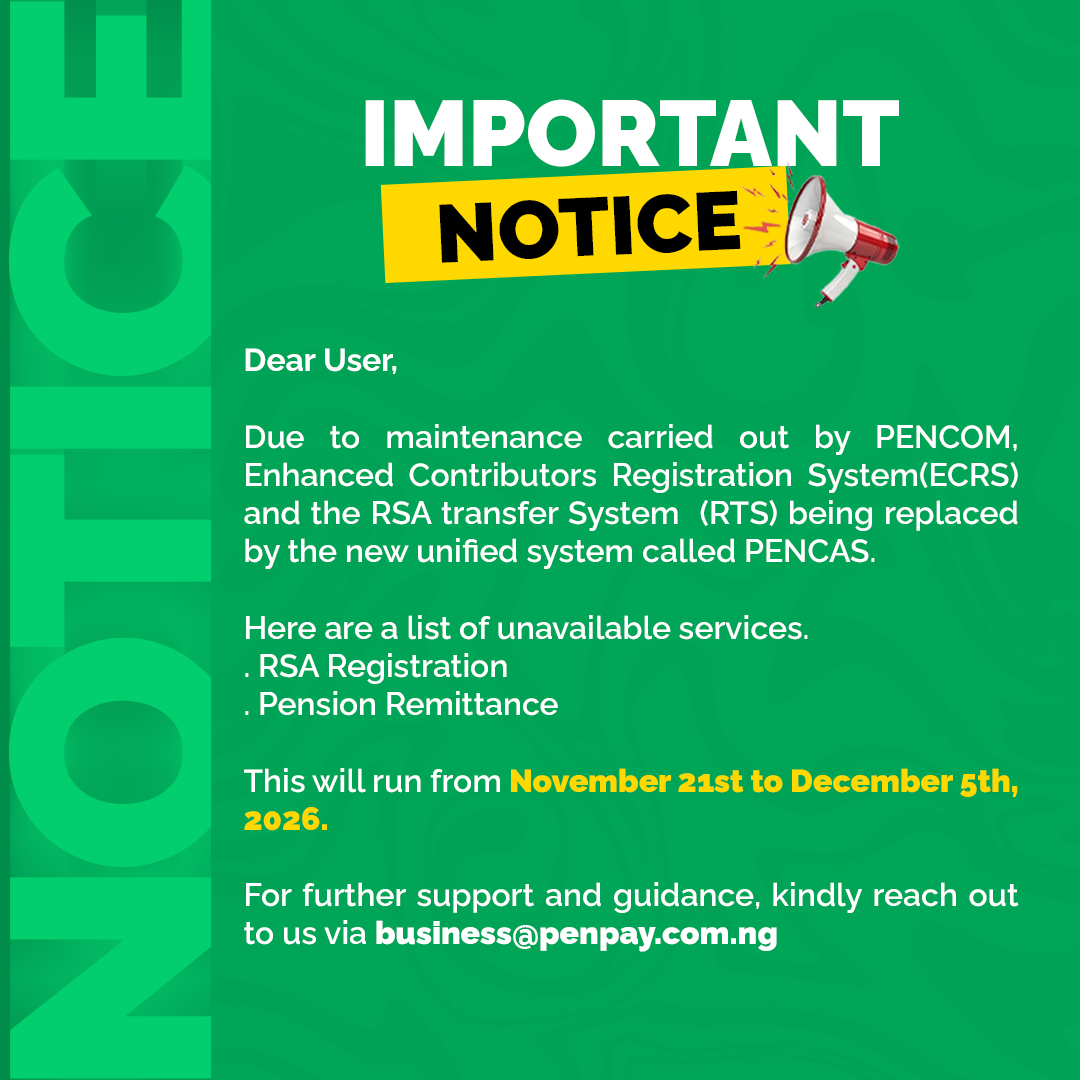 NOTICE
IMPORTANT
NOTICE
Dear User,
Due to maintenance carried out by PENCOM,
Enhanced Contributors Registration System(ECRS)
and the RSA transfer System (RTS) being replaced
by the new unified system called PENCAS.
Here are a list of unavailable services.
. RSA Registration
. Pension Remittance
This will run from November 21st to December 5th,
2026.
For further support and guidance, kindly reach out
to us via business@penpay.com.ng